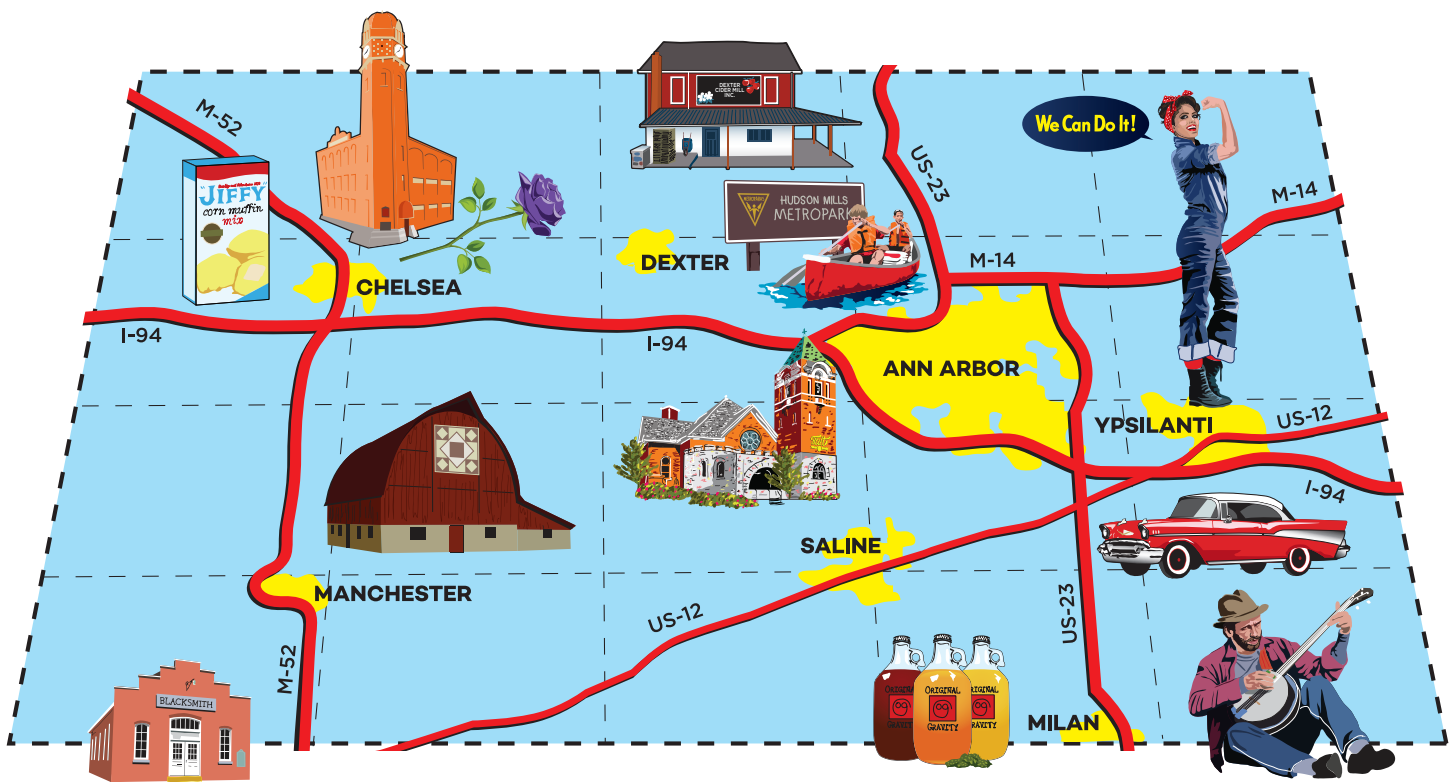 M-52
DEXTER
CIDER MILL
INC.
We Can Do It!
US-23
"JIFFY"
corn muffin
mix
HUDSON MILLS
METROPARK
M-14
M-14
DEXTER
CHELSEA
I-94
I-94
ANN ARBOR
YPSILANTI
US-12
I-94
SALINE
MANCHESTER
US-12
US-23
M-52
BLACKSMITH
ORIGINAL
GRAVITY
ORIGINAL
GRAVITY
ORIGINAL
GRAVITY
MILAN